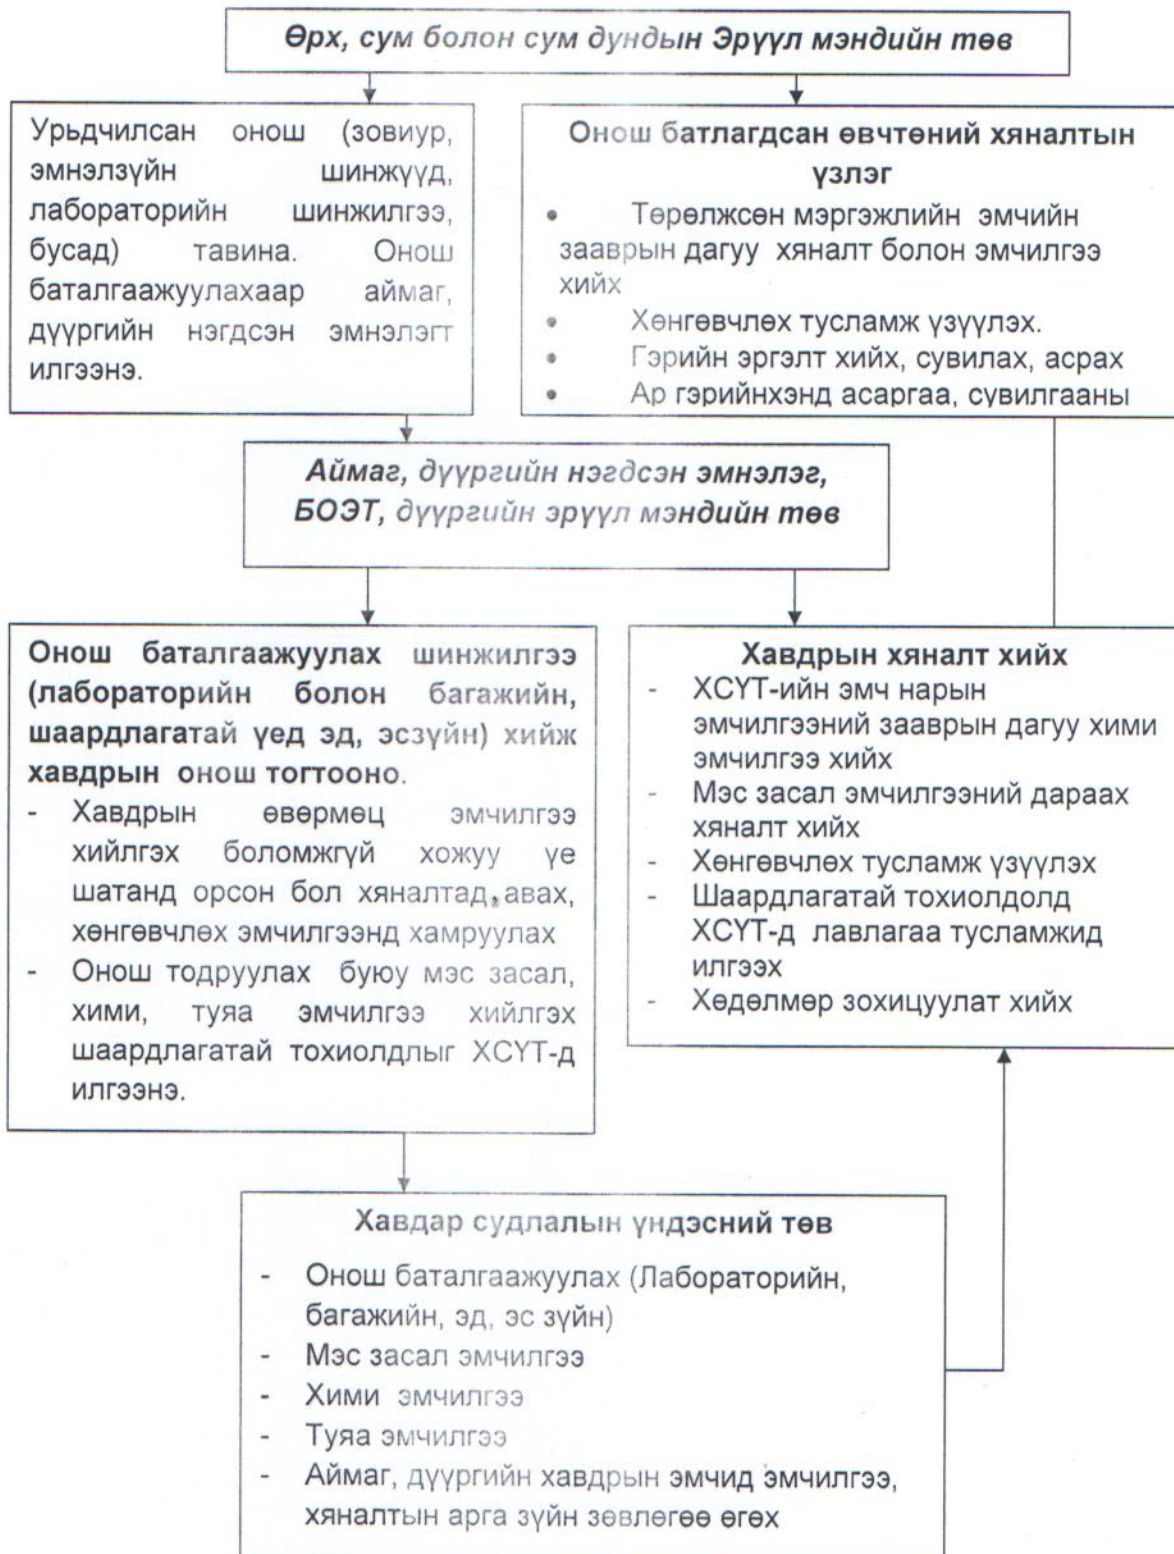 Өрх, сум болон сум дундын Эрүүл мэндийн төв
Урьдчилсан онош (зовиур,
эмнэлзүйн шинжүүд,
лабораторийн шинжилгээ,
бусад) тавина. Онош
баталгаажуулахаар аймаг,
дүүргийн нэгдсэн эмнэлэгт
илгээнэ.
Онош батлагдсан өвчтөний хяналтын
үзлэг
• Төрөлжсөн мэргэжлийн эмчийн
зааврын дагуу хяналт болон эмчилгээ
хийх
• Хөнгөвчлөх тусламж үзүүлэх.
• Гэрийн эргэлт хийх, сувилах, асрах
• Ар гэрийнхэнд асаргаа, сувилгааны
Аймаг, дүүргийн нэгдсэн эмнэлэг,
БОЭТ, дүүргийн эрүүл мэндийн төв
Онош баталгаажуулах шинжилгээ
(лабораторийн болон багажийн,
шаардлагатай үед эд, эсзүйн) хийж
хавдрын онош тогтооно.
- Хавдрын өвөрмөц эмчилгээ
хийлгэх боломжгүй хожуу үе
шатанд орсон бол хяналтад авах,
хөнгөвчлөх эмчилгээнд хамруулах
- Онош тодруулах буюу мэс засал,
хими, туяа эмчилгээ хийлгэх
шаардлагатай тохиолдлыг ХСҮТ-д
илгээнэ.
Хавдрын хяналт хийх
- ХСҮТ-ийн эмч нарын
эмчилгээний зааврын дагуу хими
эмчилгээ хийх
- Мэс засал эмчилгээний дараах
хяналт хийх
- Хөнгөвчлөх тусламж үзүүлэх
- Шаардлагатай тохиолдолд
ХСҮТ-д лавлагаа тусламжид
илгээх
- Хөдөлмөр зохицуулат хийх
Хавдар судлалын үндэсний төв
- Онош баталгаажуулах (Лабораторийн,
багажийн, эд, эс зүйн)
- Мэс засал эмчилгээ
- Хими эмчилгээ
- Туяа эмчилгээ
- Аймаг, дүүргийн хавдрын эмчид эмчилгээ,
хяналтын арга зүйн зөвлөгөө өгөх